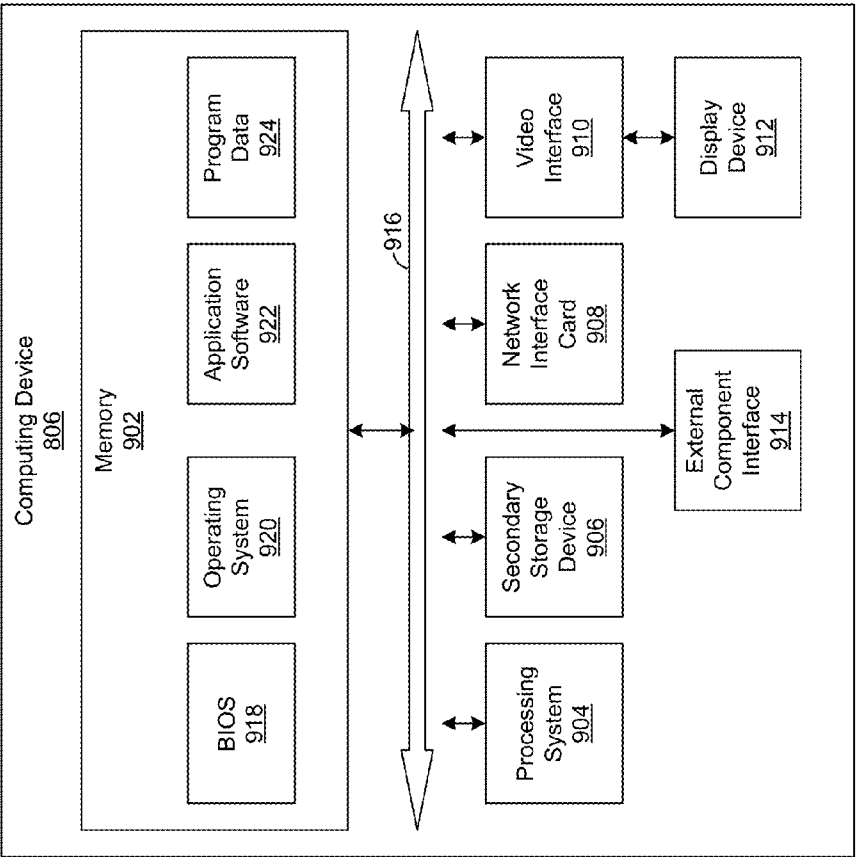 Computing Device
806
Memory
902
BIOS
918
Operating
System
920
Application
Software
922
Program
Data
924
916
Processing
System
904
Secondary
Storage
Device
906
Network
Interface
Card
908
Video
Interface
910
External
Component
Interface
914
Display
Device
912